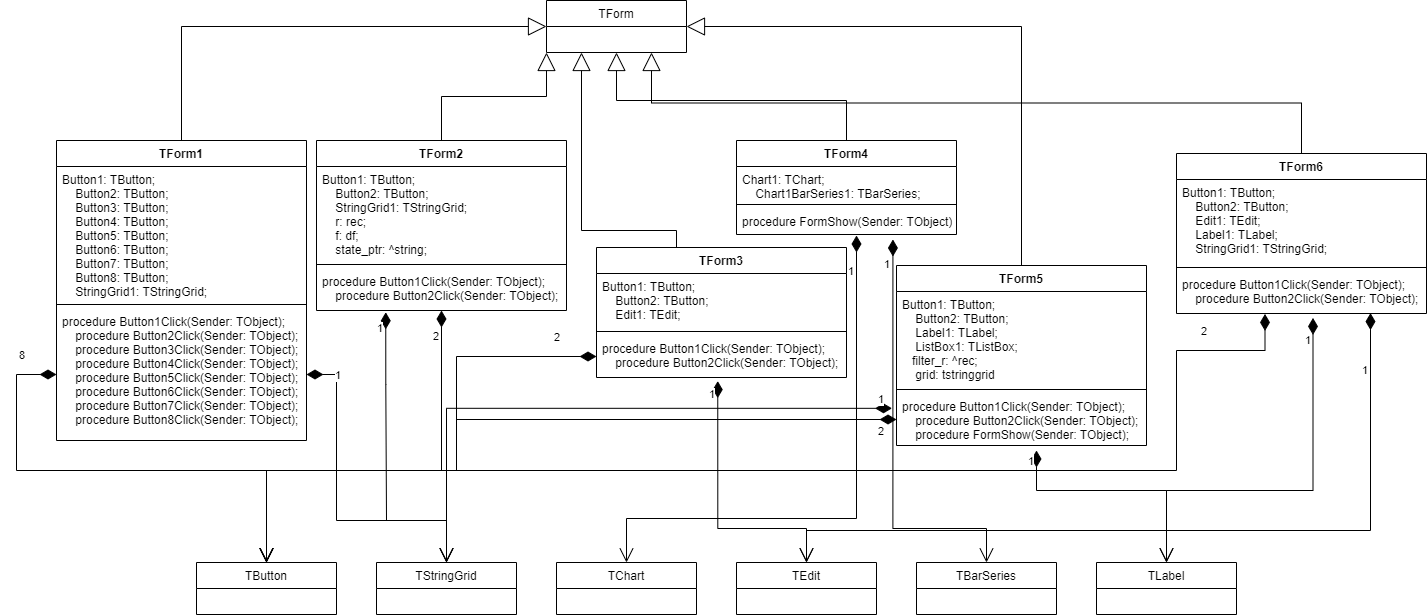 TForm
TForm1
Button1: TButton;
Button2: TButton;
Button3: TButton;
Button4: TButton;
Button5: TButton;
Button6: TButton;
Button7: TButton;
Button8: TButton;
StringGrid1: TStringGrid;
procedure Button1Click(Sender: TObject);
procedure Button2Click(Sender: TObject);
procedure Button3Click(Sender: TObject);
procedure Button4Click(Sender: TObject);
procedure Button5Click(Sender: TObject);
procedure Button6Click(Sender: TObject);
procedure Button7Click(Sender: TObject);
procedure Button8Click(Sender: TObject);
8
1
TForm2
Button1: TButton;
Button2: TButton;
StringGrid1: TStringGrid;
r: rec;
f: df;
state_ptr: ^string;
procedure Button1Click(Sender: TObject);
procedure Button2Click(Sender: TObject);
1
2
TForm3
Button1: TButton;
Button2: TButton;
Edit1: TEdit;
procedure Button1Click(Sender: TObject);
procedure Button2Click(Sender: TObject);
2
1
TForm4
Chart1: TChart;
Chart1BarSeries1: TBarSeries;
procedure FormShow(Sender: TObject)
1
1
TForm5
Button1: TButton;
Button2: TButton;
Label1: TLabel;
ListBox1: TListBox;
filter_r: ^rec;
grid: tstringgrid
procedure Button1Click(Sender: TObject);
procedure Button2Click(Sender: TObject);
procedure FormShow(Sender: TObject);
1
2
1
TForm6
Button1: TButton;
Button2: TButton;
Edit1: TEdit;
Label1: TLabel;
StringGrid1: TStringGrid;
procedure Button1Click(Sender: TObject);
procedure Button2Click(Sender: TObject);
2
1
1
TButton
TStringGrid
TChart
TEdit
TBarSeries
TLabel